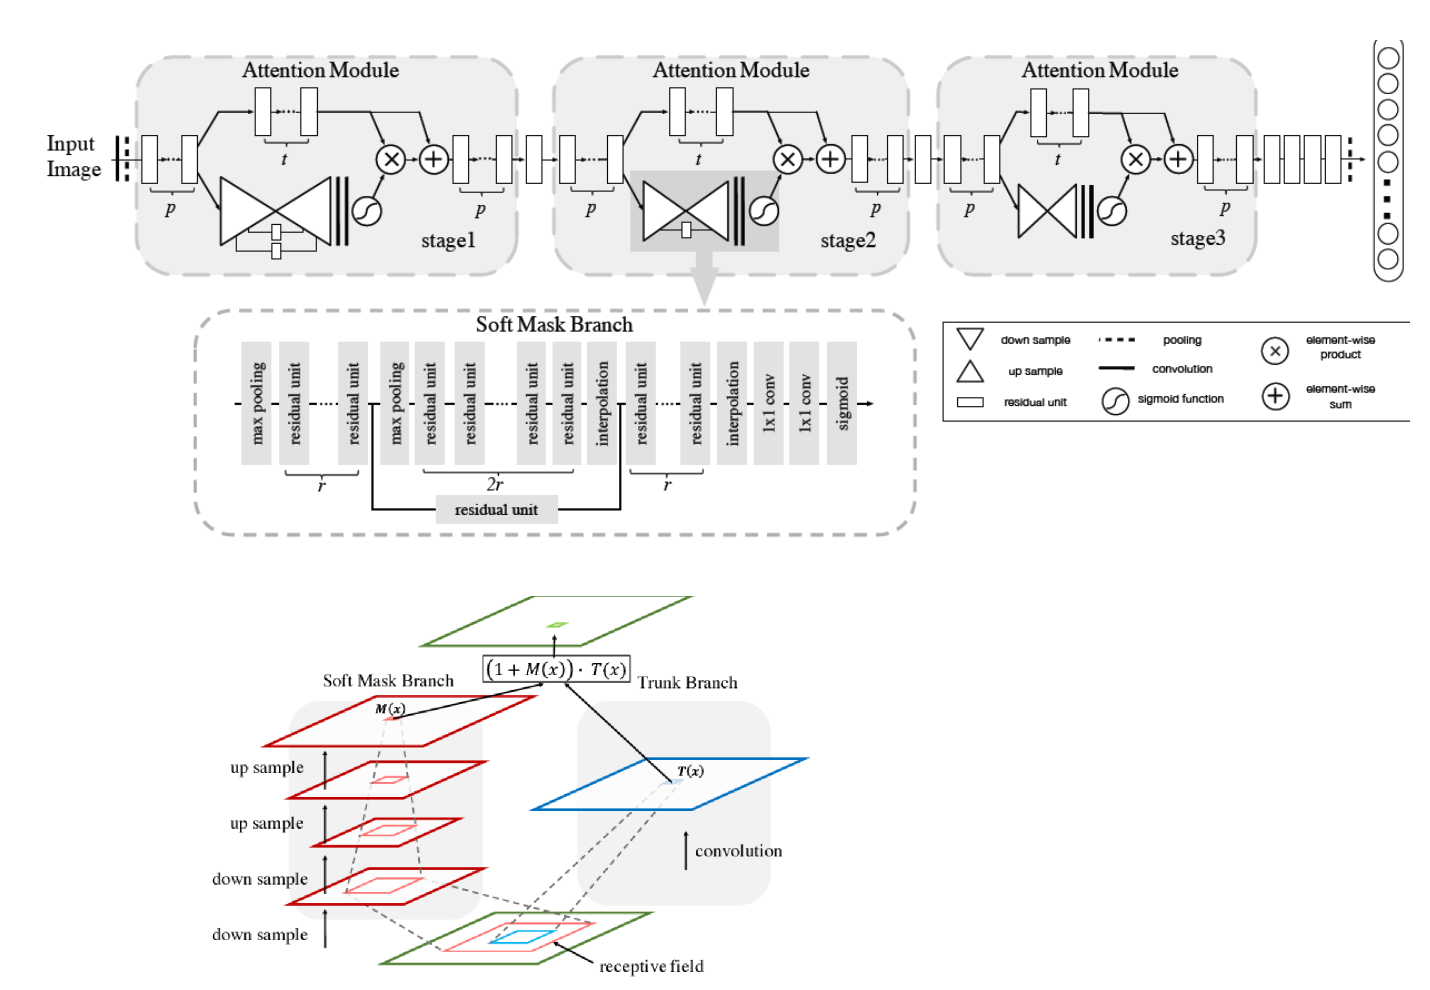 Attention Module
Attention Module
Attention Module
Input
Image
t
t
t
p
p
p
p
p
p
stage1
stage2
stage3
Soft Mask Branch
max pooling
residual unit
residual unit
max pooling
residual unit
residual unit
residual unit
residual unit
interpolation
residual unit
residual unit
interpolation
1x1 conv
1x1 conv
sigmoid
r
2r
r
residual unit
down sample
pooling
element-wise
product
up sample
convolution
residual unit
sigmoid function
element-wise
sum
(1 + M(x)) · T(x)
Soft Mask Branch
Trunk Branch
M(x)
up sample
T(x)
up sample
convolution
down sample
down sample
receptive field